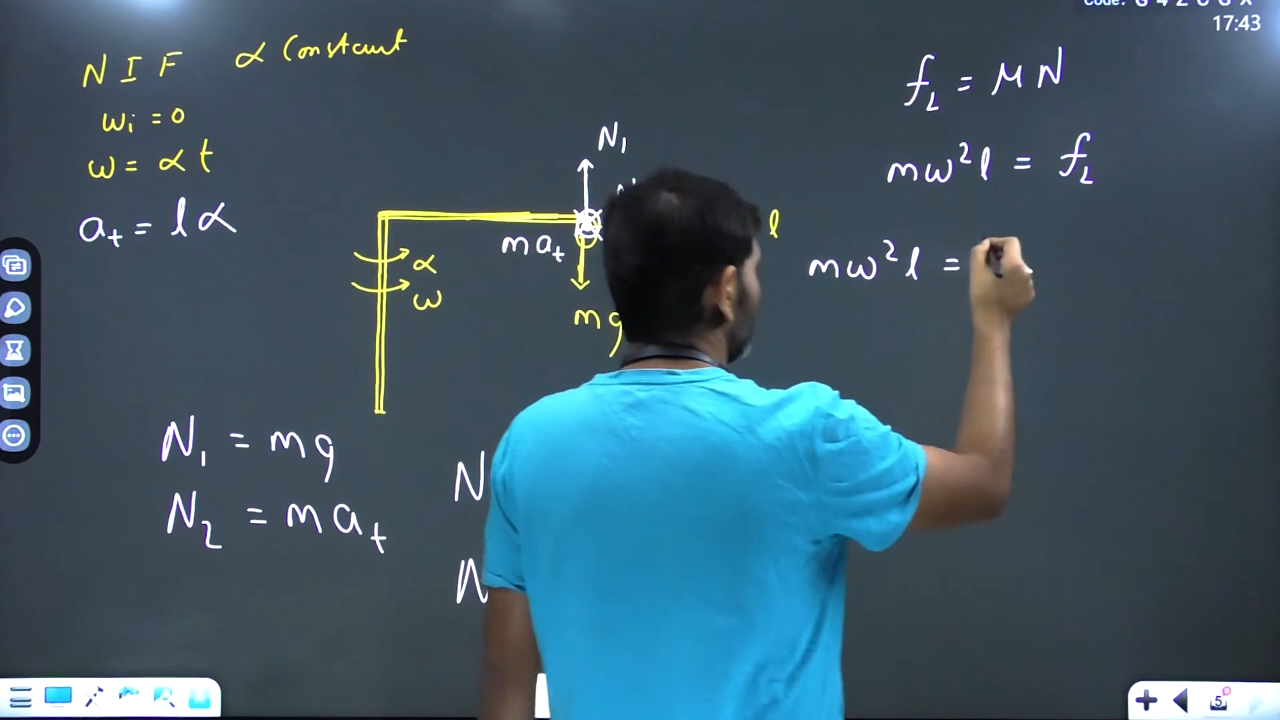 17:43
N I F α Constant
ωi = 0
ω = αt
at = lα
N1
mat
α
ω
mg
l
N1 = mg
N2 = mat
N
N
fL = μN
mω²l = fL
mω²l =
5